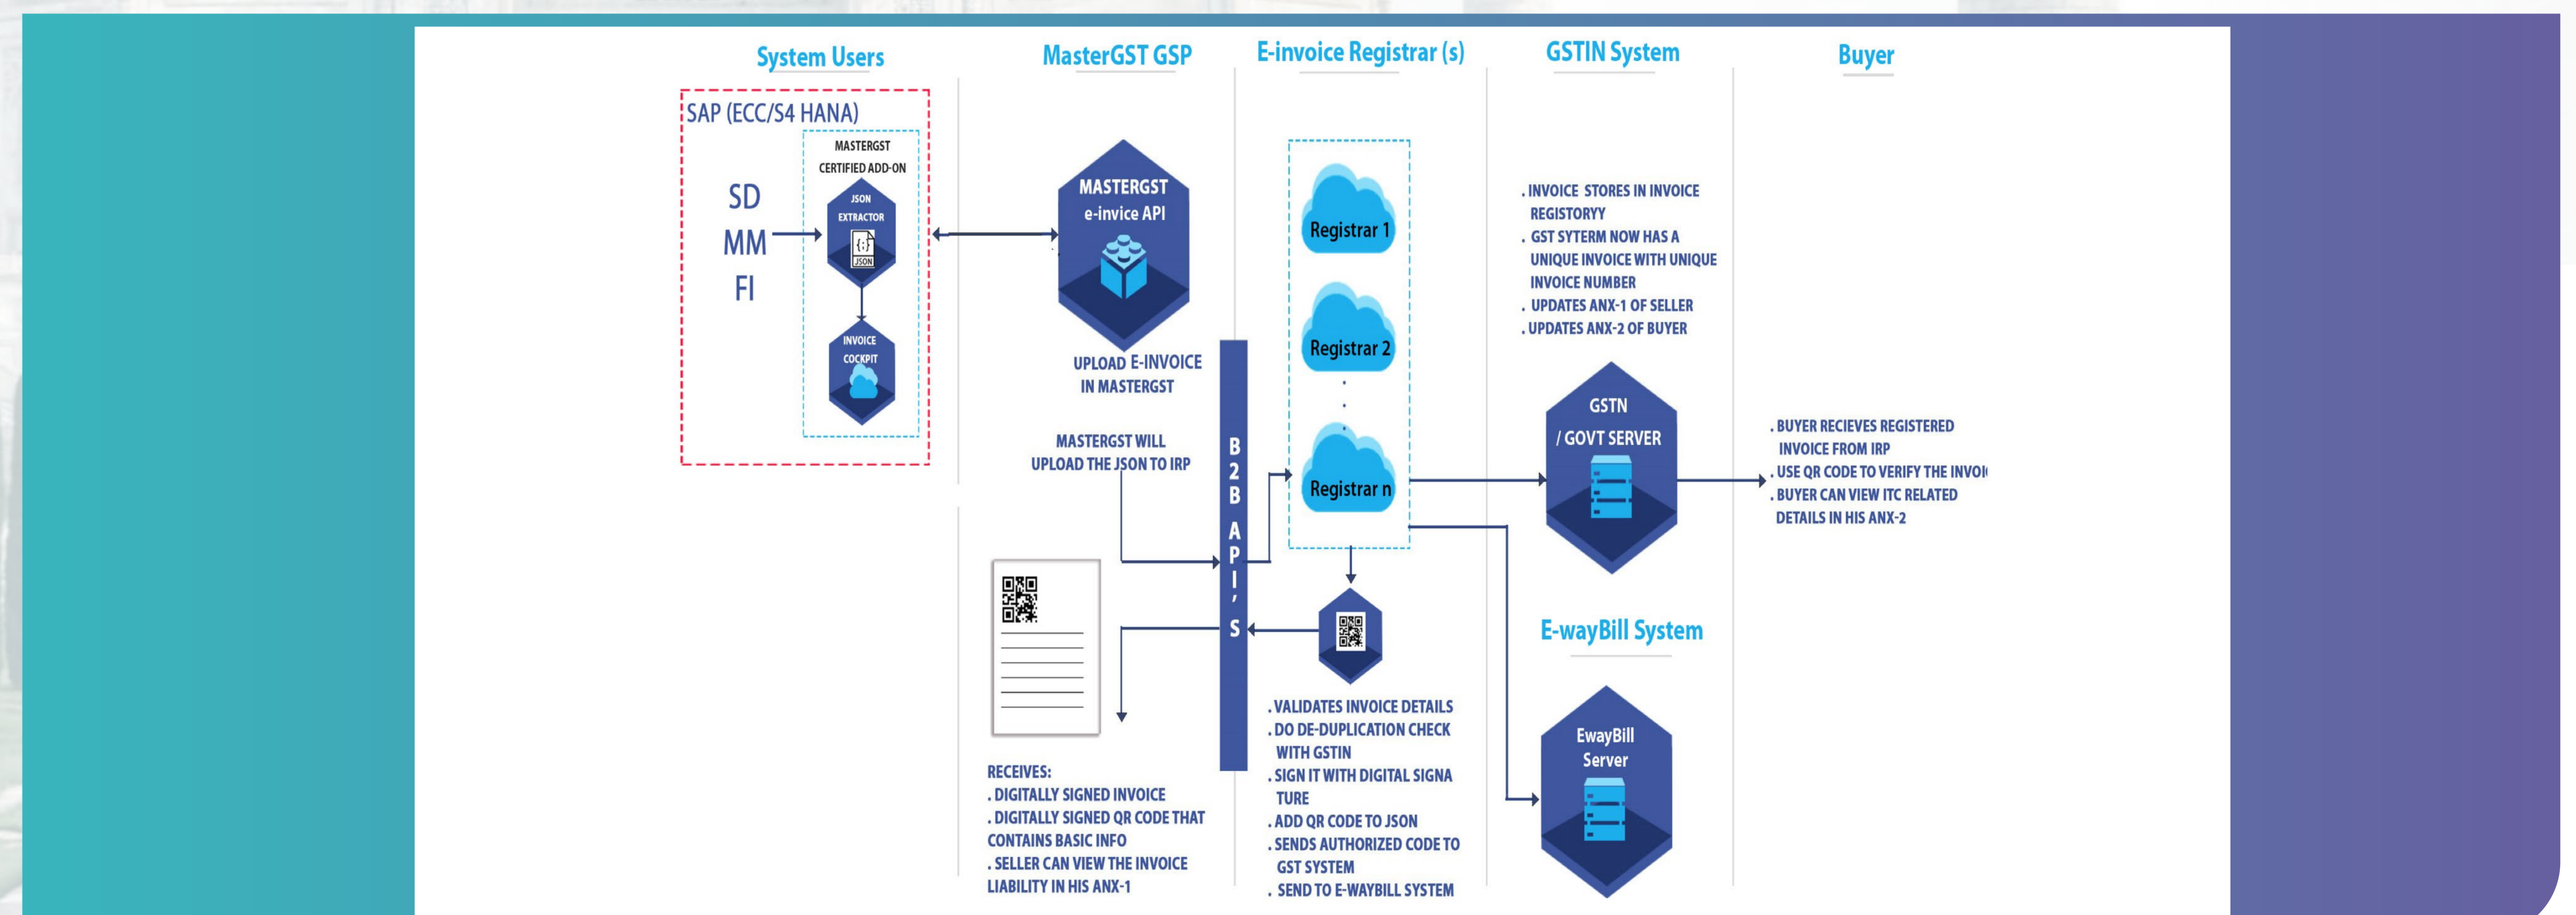 System Users
MasterGST GSP
E-invoice Registrar (s)
GSTIN System
Buyer
SAP (ECC/S4 HANA)
MASTERGST
CERTIFIED ADD-ON
SD
MM
FI
JSON
EXTRACTOR
{;}
JSON
INVOICE
COCKPIT
MASTERGST
e-invice API
UPLOAD E-INVOICE
IN MASTERGST
MASTERGST WILL
UPLOAD THE JSON TO IRP
B2B API'S
RECEIVES:
. DIGITALLY SIGNED INVOICE
. DIGITALLY SIGNED QR CODE THAT
CONTAINS BASIC INFO
. SELLER CAN VIEW THE INVOICE
LIABILITY IN HIS ANX-1
Registrar 1
Registrar 2
Registrar n
. VALIDATES INVOICE DETAILS
. DO DE-DUPLICATION CHECK
WITH GSTIN
. SIGN IT WITH DIGITAL SIGNA
TURE
. ADD QR CODE TO JSON
. SENDS AUTHORIZED CODE TO
GST SYSTEM
. SEND TO E-WAYBILL SYSTEM
. INVOICE STORES IN INVOICE
REGISTORYY
. GST SYTERM NOW HAS A
UNIQUE INVOICE WITH UNIQUE
INVOICE NUMBER
. UPDATES ANX-1 OF SELLER
. UPDATES ANX-2 OF BUYER
GSTN
/ GOVT SERVER
E-wayBill System
EwayBill
Server
. BUYER RECIEVES REGISTERED
INVOICE FROM IRP
. USE QR CODE TO VERIFY THE
. BUYER CAN VIEW ITC RELATED
DETAILS IN HIS ANX-2